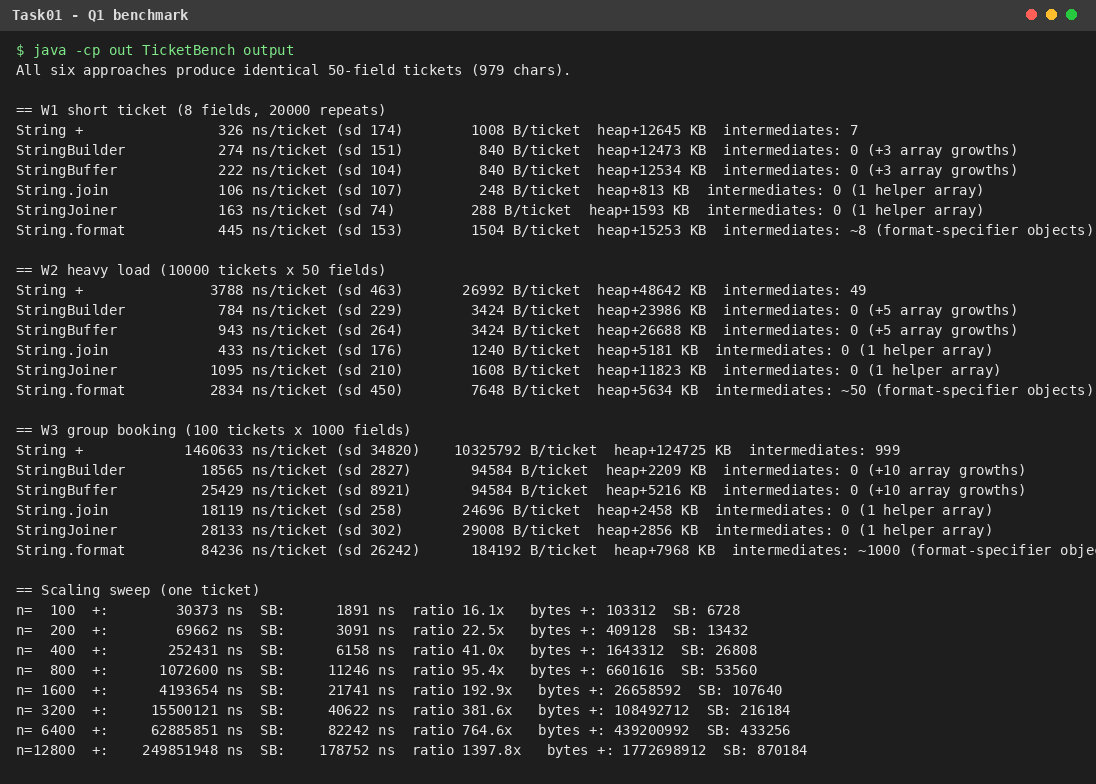 Task01 - Q1 benchmark
$ java -cp out TicketBench output
All six approaches produce identical 50-field tickets (979 chars).
== W1 short ticket (8 fields, 20000 repeats)
String +                326 ns/ticket (sd 174)        1008 B/ticket  heap+12645 KB  intermediates: 7
StringBuilder           274 ns/ticket (sd 151)         840 B/ticket  heap+12473 KB  intermediates: 0 (+3 array growths)
StringBuffer            222 ns/ticket (sd 104)         840 B/ticket  heap+12534 KB  intermediates: 0 (+3 array growths)
String.join             106 ns/ticket (sd 107)         248 B/ticket  heap+813 KB  intermediates: 0 (1 helper array)
StringJoiner            163 ns/ticket (sd 74)         288 B/ticket  heap+1593 KB  intermediates: 0 (1 helper array)
String.format           445 ns/ticket (sd 153)        1504 B/ticket  heap+15253 KB  intermediates: ~8 (format-specifier objects)
== W2 heavy load (10000 tickets x 50 fields)
String +               3788 ns/ticket (sd 463)       26992 B/ticket  heap+48642 KB  intermediates: 49
StringBuilder           784 ns/ticket (sd 229)        3424 B/ticket  heap+23986 KB  intermediates: 0 (+5 array growths)
StringBuffer            943 ns/ticket (sd 264)        3424 B/ticket  heap+26688 KB  intermediates: 0 (+5 array growths)
String.join             433 ns/ticket (sd 176)        1240 B/ticket  heap+5181 KB  intermediates: 0 (1 helper array)
StringJoiner           1095 ns/ticket (sd 210)        1608 B/ticket  heap+11823 KB  intermediates: 0 (1 helper array)
String.format          2834 ns/ticket (sd 450)        7648 B/ticket  heap+5634 KB  intermediates: ~50 (format-specifier objects)
== W3 group booking (100 tickets x 1000 fields)
String +            1460633 ns/ticket (sd 34820)    10325792 B/ticket  heap+124725 KB  intermediates: 999
StringBuilder         18565 ns/ticket (sd 2827)       94584 B/ticket  heap+2209 KB  intermediates: 0 (+10 array growths)
StringBuffer          25429 ns/ticket (sd 8921)       94584 B/ticket  heap+5216 KB  intermediates: 0 (+10 array growths)
String.join           18119 ns/ticket (sd 258)        24696 B/ticket  heap+2458 KB  intermediates: 0 (1 helper array)
StringJoiner          28133 ns/ticket (sd 302)        29008 B/ticket  heap+2856 KB  intermediates: 0 (1 helper array)
String.format         84236 ns/ticket (sd 26242)      184192 B/ticket  heap+7968 KB  intermediates: ~1000 (format-specifier obje
== Scaling sweep (one ticket)
n=  100  +:        30373 ns  SB:      1891 ns  ratio 16.1x   bytes +: 103312  SB: 6728
n=  200  +:        69662 ns  SB:      3091 ns  ratio 22.5x   bytes +: 409128  SB: 13432
n=  400  +:       252431 ns  SB:      6158 ns  ratio 41.0x   bytes +: 1643312  SB: 26808
n=  800  +:      1072600 ns  SB:     11246 ns  ratio 95.4x   bytes +: 6601616  SB: 53560
n= 1600  +:      4193654 ns  SB:     21741 ns  ratio 192.9x   bytes +: 26658592  SB: 107640
n= 3200  +:     15500121 ns  SB:     40622 ns  ratio 381.6x   bytes +: 108492712  SB: 216184
n= 6400  +:     62885851 ns  SB:     82242 ns  ratio 764.6x   bytes +: 439200992  SB: 433256
n=12800  +:    249851948 ns  SB:    178752 ns  ratio 1397.8x   bytes +: 1772698912  SB: 870184